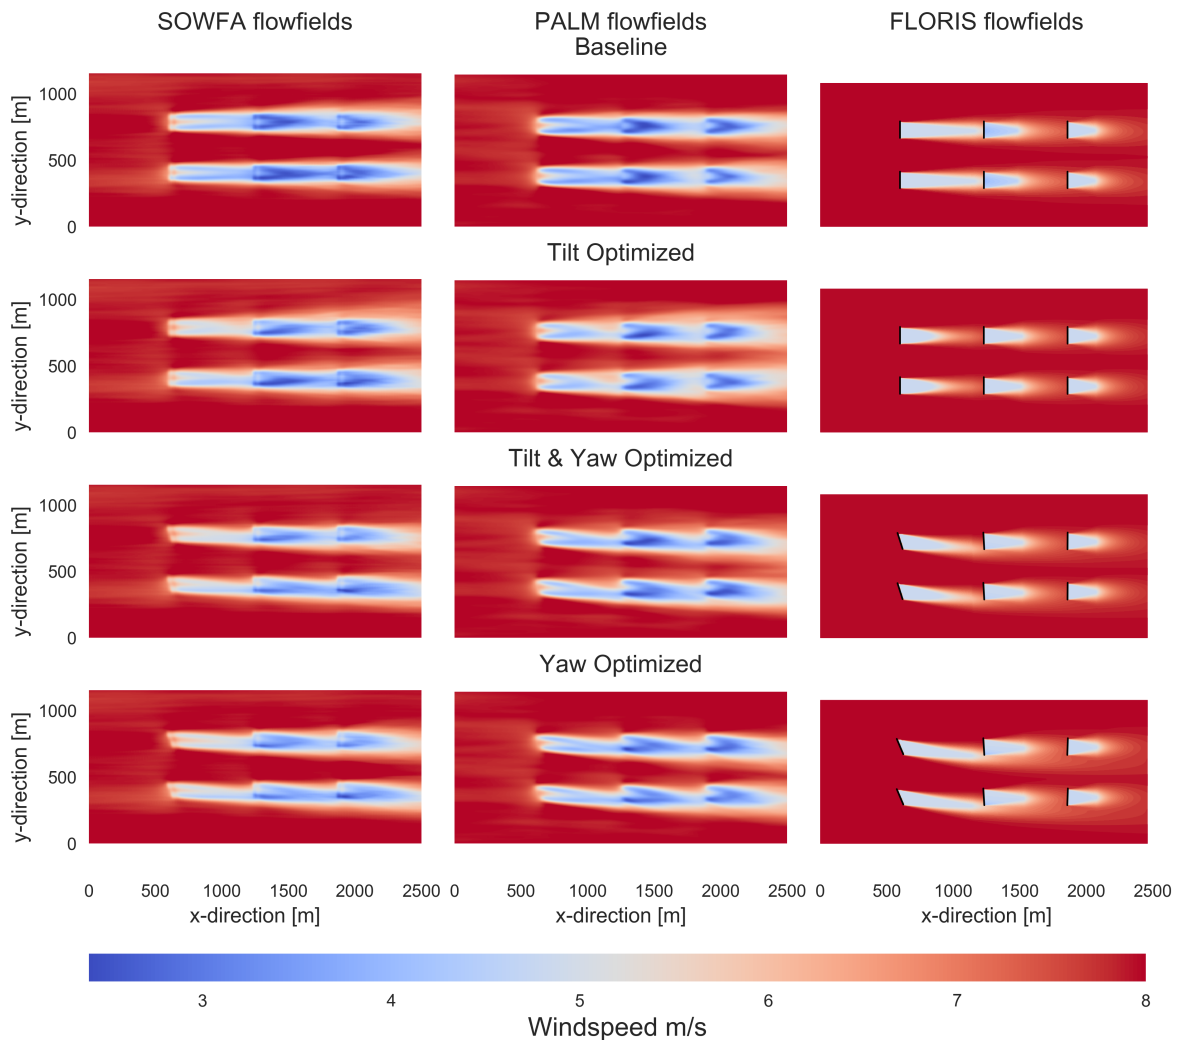 SOWFA flowfields PALM flowfields FLORIS flowfields
Baseline
y-direction [m]
1000
500
0
Tilt Optimized
y-direction [m]
1000
500
0
Tilt & Yaw Optimized
y-direction [m]
1000
500
0
Yaw Optimized
y-direction [m]
1000
500
0
0 500 1000 1500 2000 2500 0 500 1000 1500 2000 2500 0 500 1000 1500 2000 2500
x-direction [m] x-direction [m] x-direction [m]
3 4 5 6 7 8
Windspeed m/s